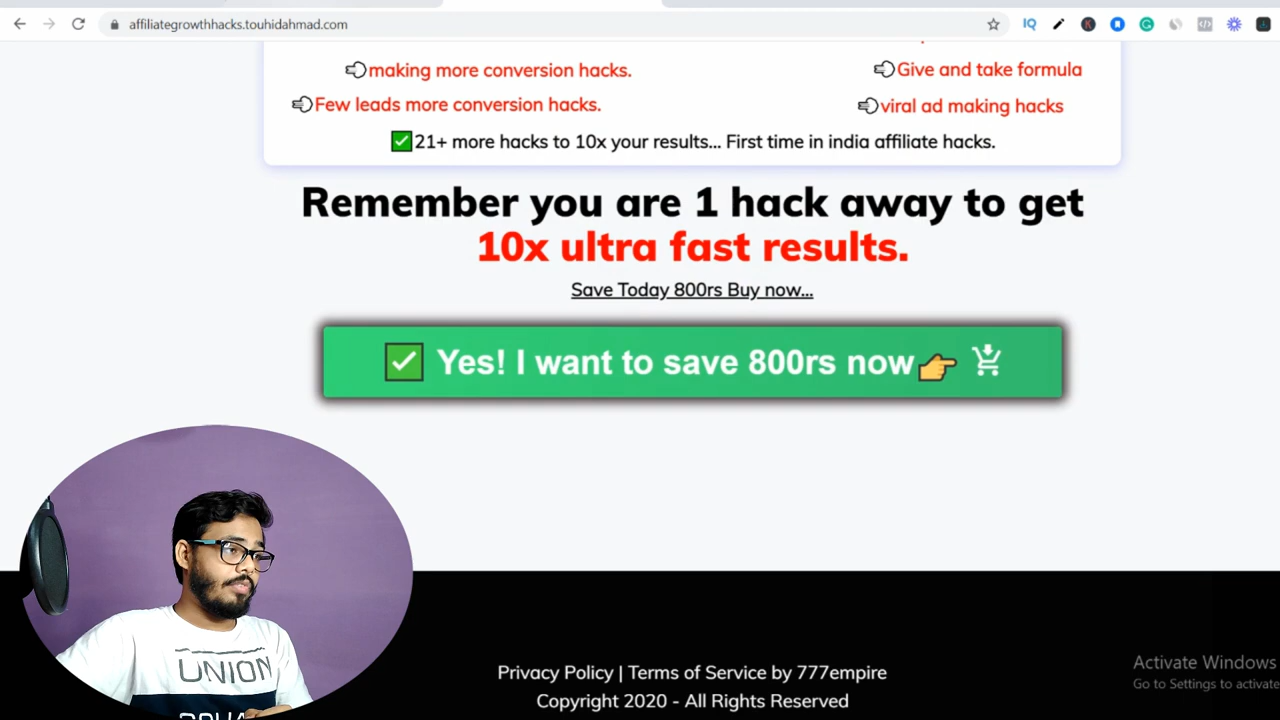 affiliategrowthhacks.touhidahmad.com
making more conversion hacks.
Give and take formula
Few leads more conversion hacks.
viral ad making hacks
21+ more hacks to 10x your results... First time in india affiliate hacks.
Remember you are 1 hack away to get
10x ultra fast results.
Save Today 800rs Buy now...
Yes! I want to save 800rs now
UNION
Privacy Policy | Terms of Service by 777empire
Copyright 2020 - All Rights Reserved
Activate Windows
Go to Settings to activate